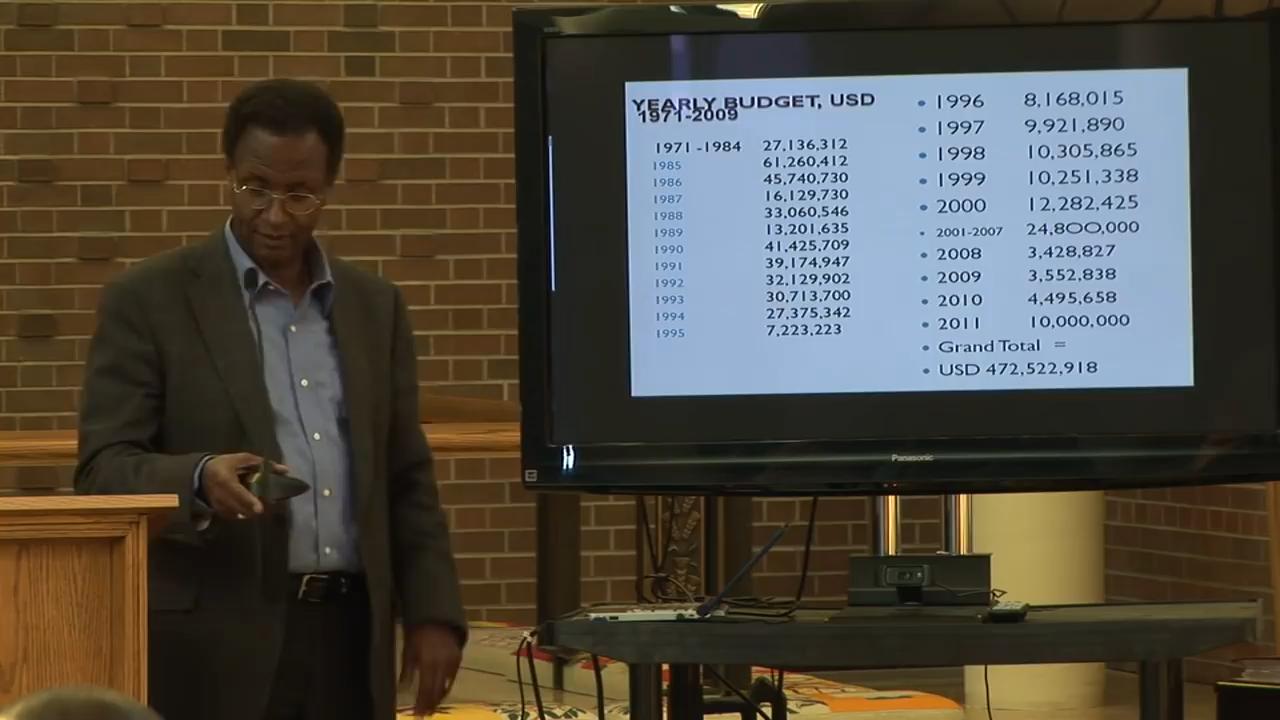 YEARLY BUDGET, USD
1971-2009
1971 -1984 27,136,312
1985 61,260,412
1986 45,740,730
1987 16,129,730
1988 33,060,546
1989 13,201,635
1990 41,425,709
1991 39,174,947
1992 32,129,902
1993 30,713,700
1994 27,375,342
1995 7,223,223
• 1996 8,168,015
• 1997 9,921,890
• 1998 10,305,865
• 1999 10,251,338
• 2000 12,282,425
• 2001-2007 24,8OO,000
• 2008 3,428,827
• 2009 3,552,838
• 2010 4,495,658
• 2011 10,000,000
• Grand Total =
• USD 472,522,918
Panasonic